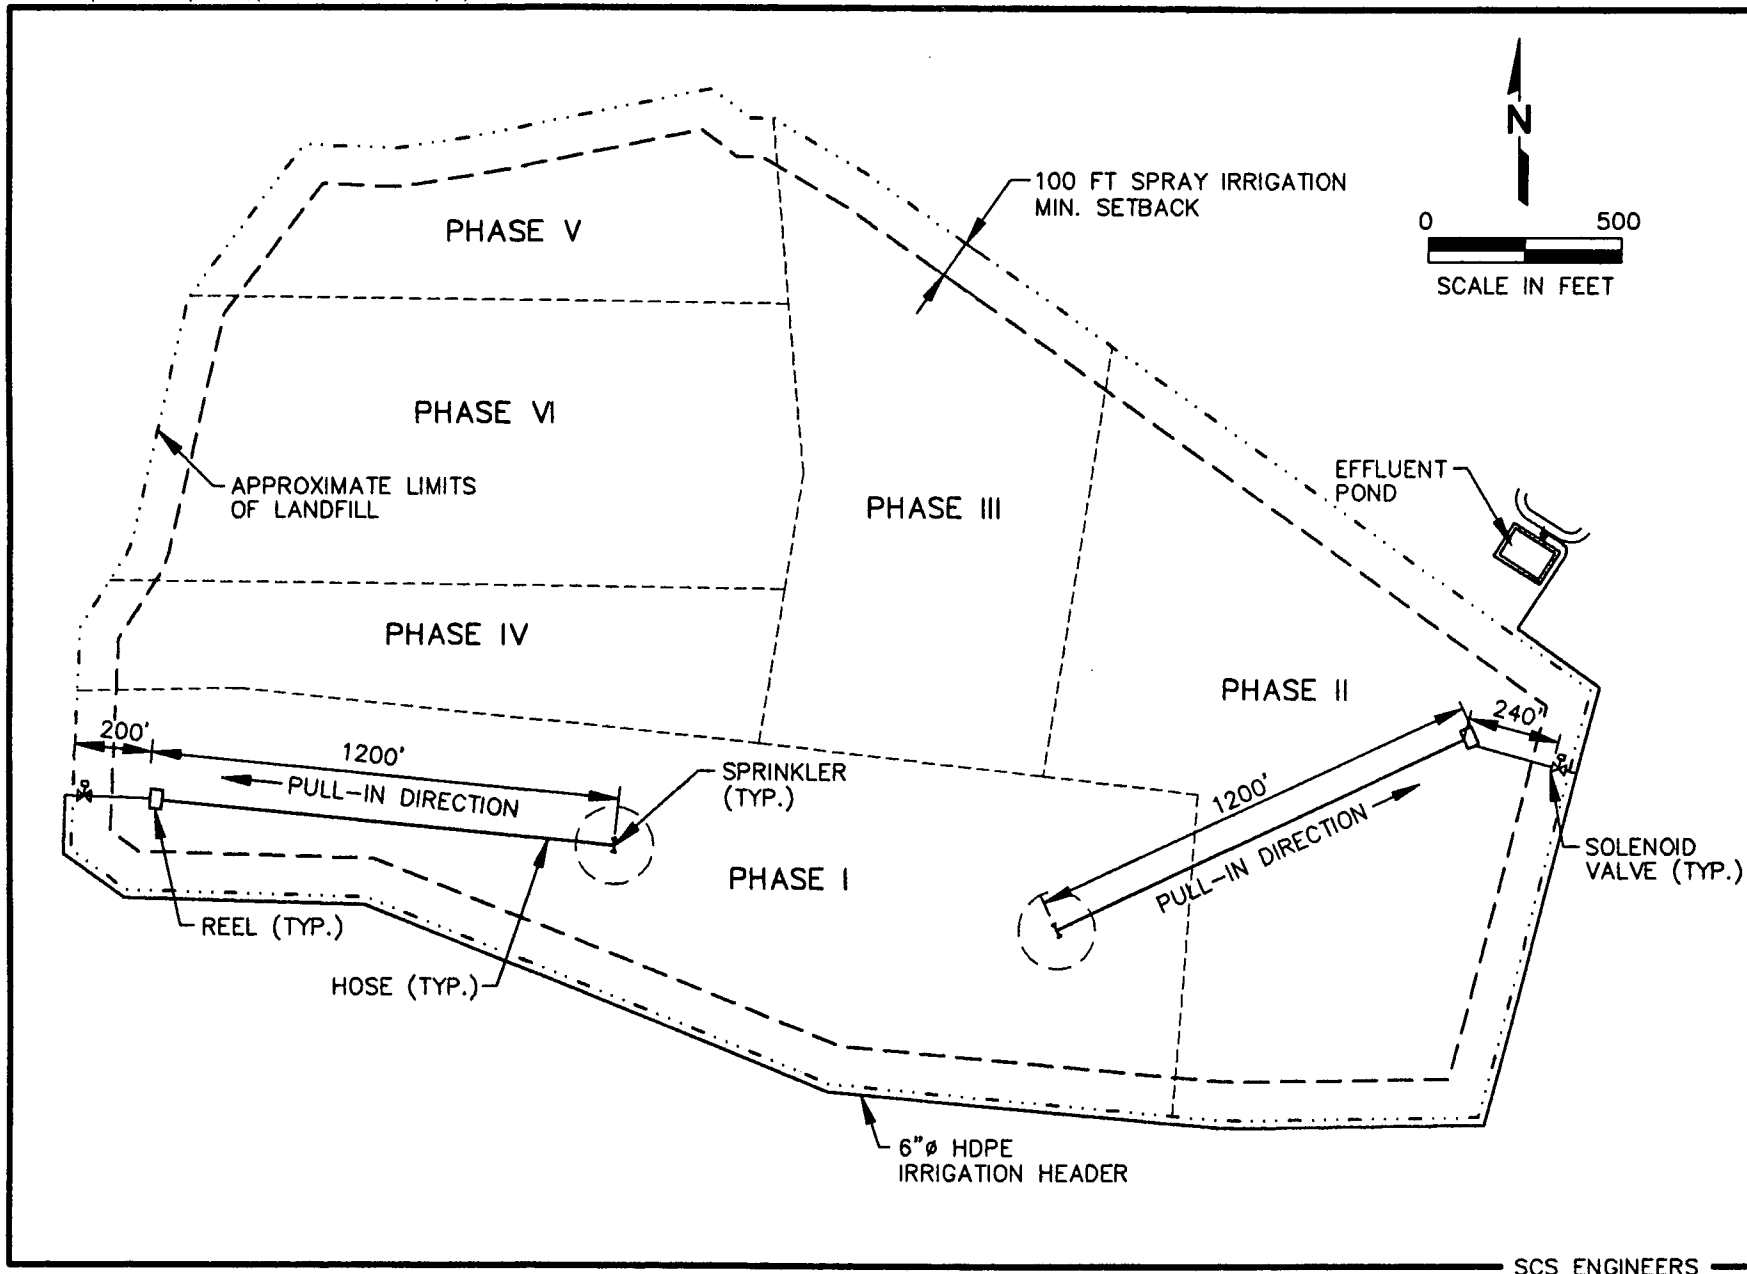 N
0 500
SCALE IN FEET
100 FT SPRAY IRRIGATION
MIN. SETBACK
PHASE V
PHASE VI
APPROXIMATE LIMITS
OF LANDFILL
PHASE III
EFFLUENT
POND
PHASE IV
PHASE II
200'
1200'
PULL-IN DIRECTION
SPRINKLER
(TYP.)
240'
1200'
PULL-IN DIRECTION
SOLENOID
VALVE (TYP.)
PHASE I
REEL (TYP.)
HOSE (TYP.)
6"ø HDPE
IRRIGATION HEADER
SCS ENGINEERS